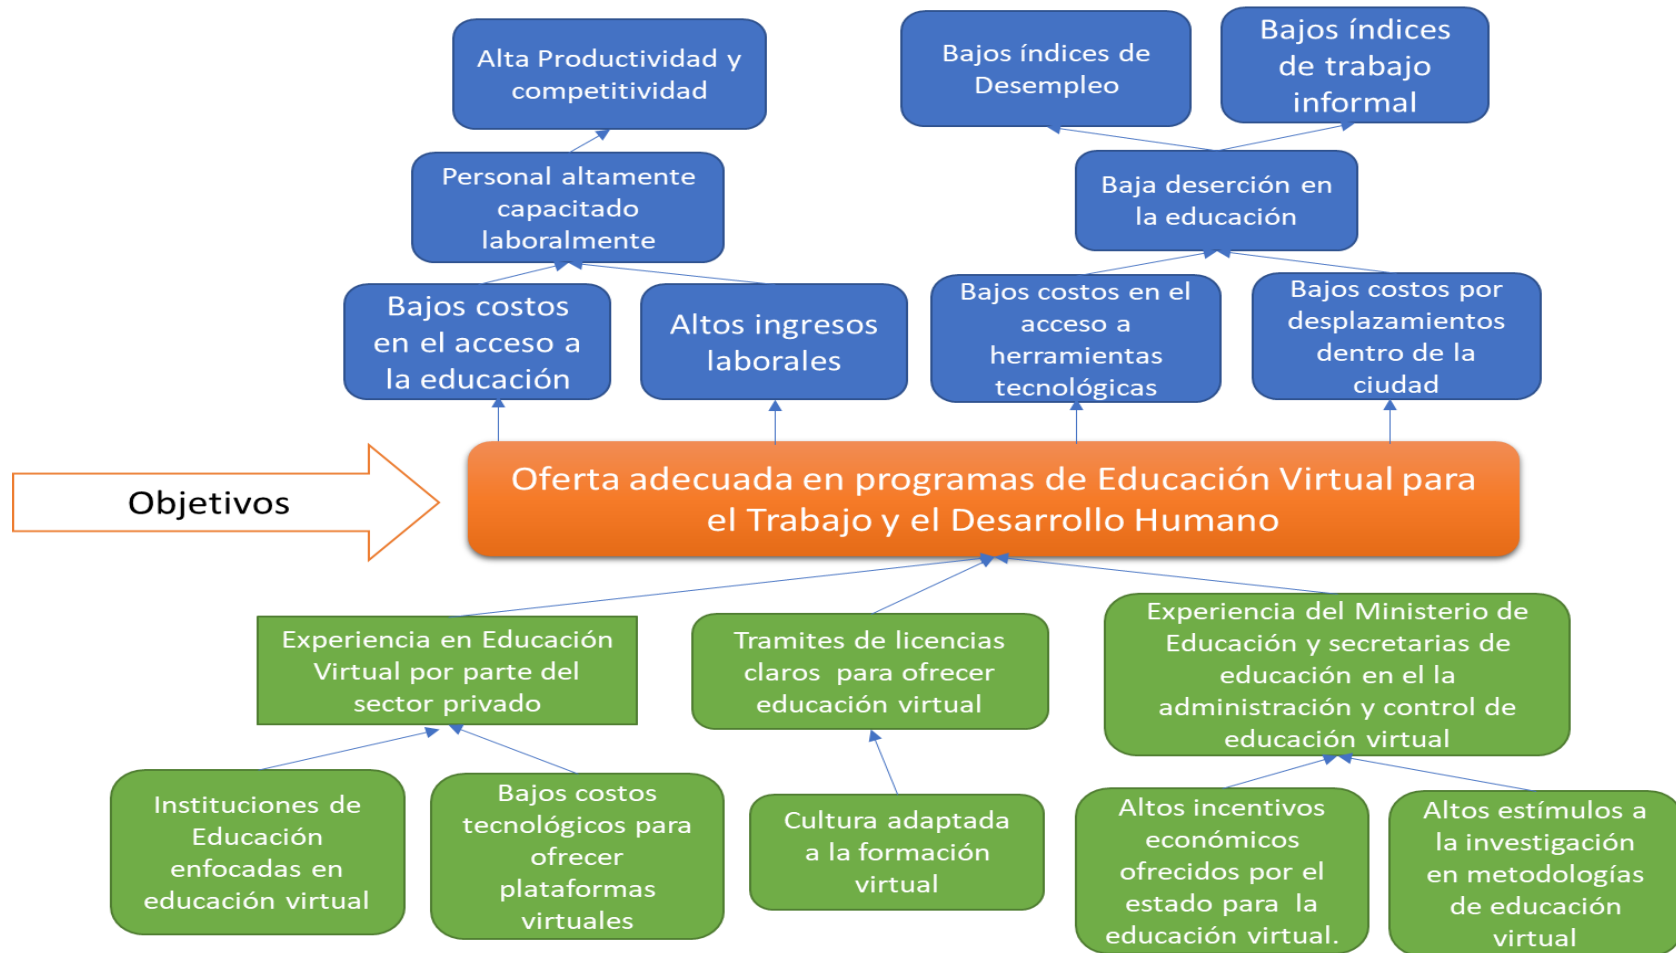 Alta Productividad y
competitividad
Bajos índices de
Desempleo
Bajos índices
de trabajo
informal
Personal altamente
capacitado
laboralmente
Baja deserción en
la educación
Bajos costos
en el acceso a
la educación
Altos ingresos
laborales
Bajos costos en el
acceso a
herramientas
tecnológicas
Bajos costos por
desplazamientos
dentro de la
ciudad
Objetivos
Oferta adecuada en programas de Educación Virtual para
el Trabajo y el Desarrollo Humano
Experiencia en Educación
Virtual por parte del
sector privado
Tramites de licencias
claros para ofrecer
educación virtual
Experiencia del Ministerio de
Educación y secretarias de
educación en el la
administración y control de
educación virtual
Instituciones de
Educación
enfocadas en
educación virtual
Bajos costos
tecnológicos para
ofrecer
plataformas
virtuales
Cultura adaptada
a la formación
virtual
Altos incentivos
económicos
ofrecidos por el
estado para la
educación virtual.
Altos estímulos a
la investigación
en metodologías
de educación
virtual